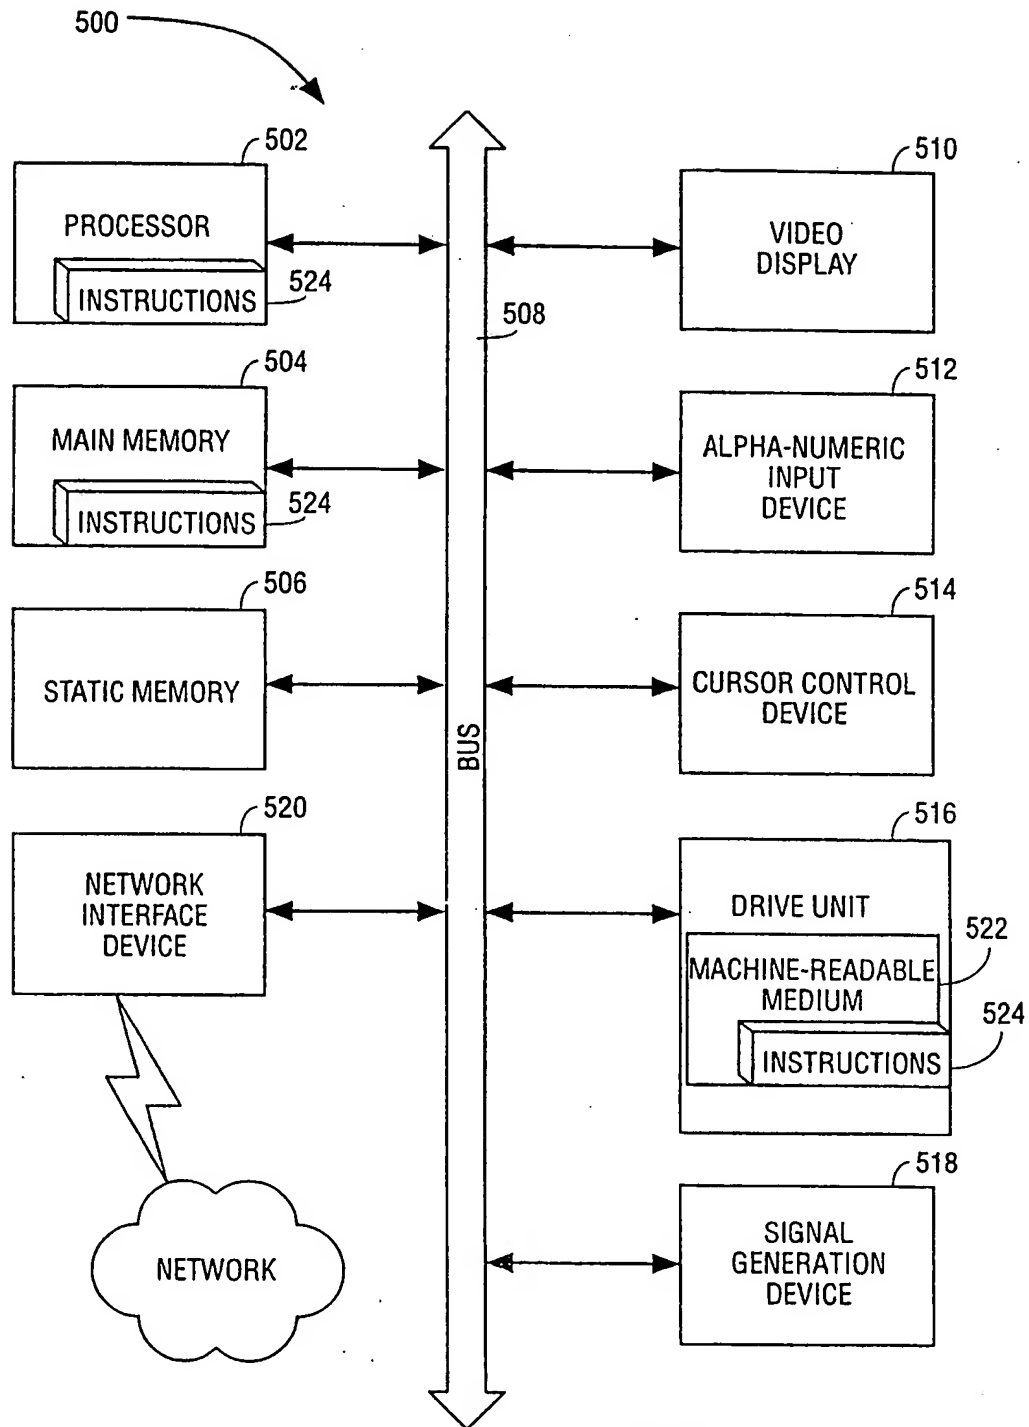 500
502
PROCESSOR
INSTRUCTIONS
524
504
MAIN MEMORY
INSTRUCTIONS
524
506
STATIC MEMORY
520
NETWORK
INTERFACE
DEVICE
NETWORK
508
BUS
510
VIDEO
DISPLAY
512
ALPHA-NUMERIC
INPUT
DEVICE
514
CURSOR CONTROL
DEVICE
516
DRIVE UNIT
522
MACHINE-READABLE
MEDIUM
524
INSTRUCTIONS
518
SIGNAL
GENERATION
DEVICE